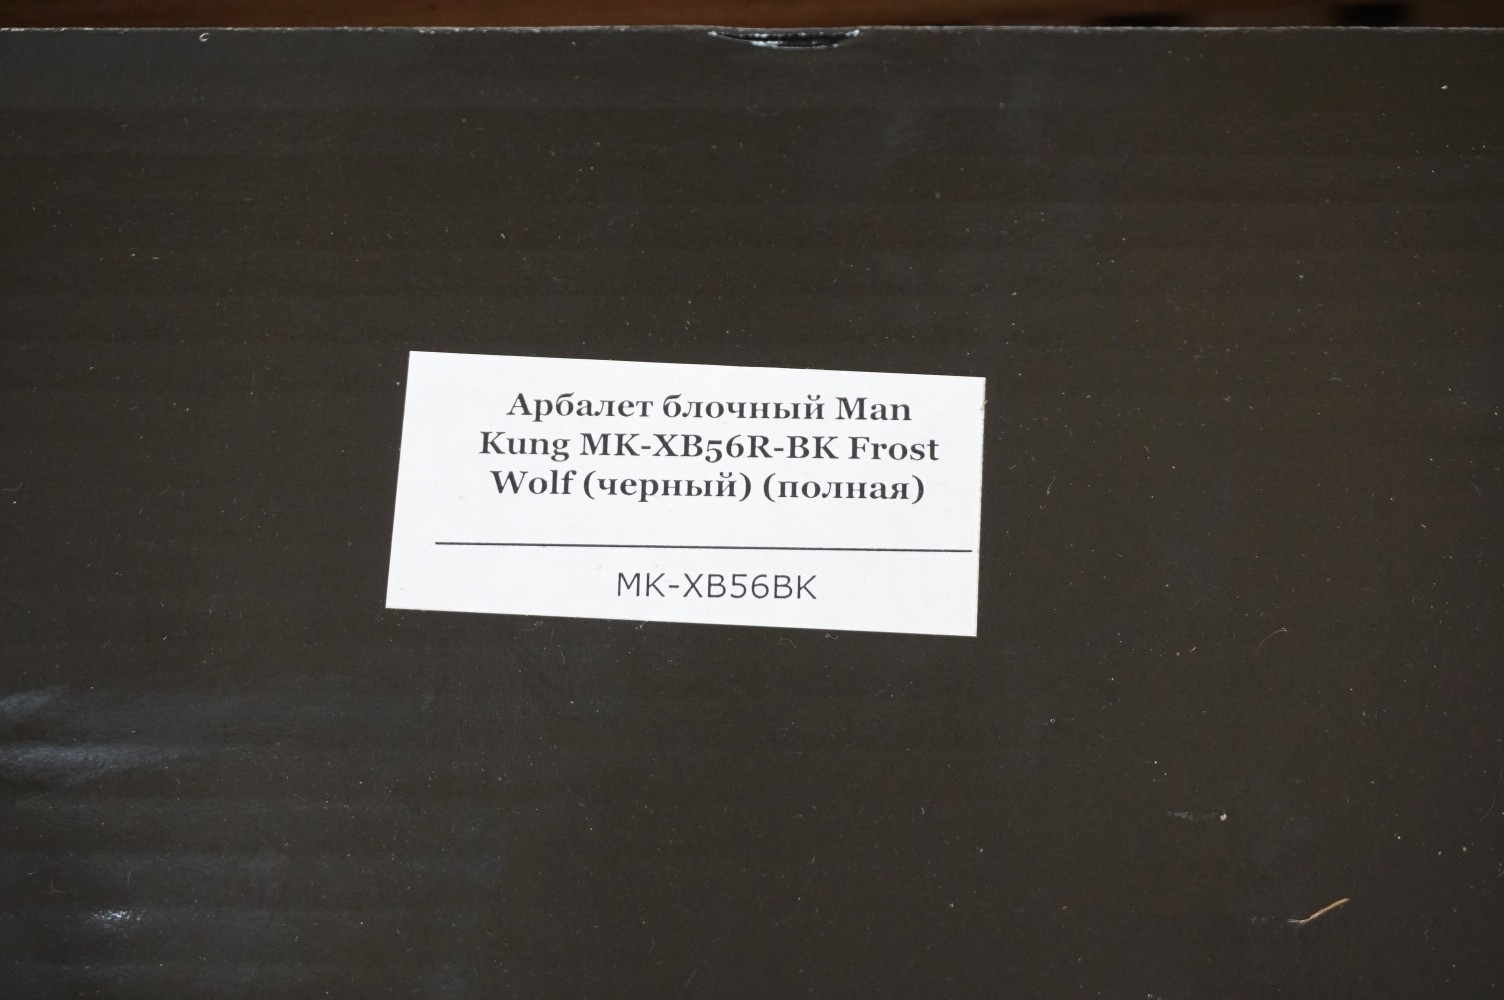 Арбалет блочный Man
Kung MK-XB56R-BK Frost
Wolf (черный) (полная)
MK-XB56BK